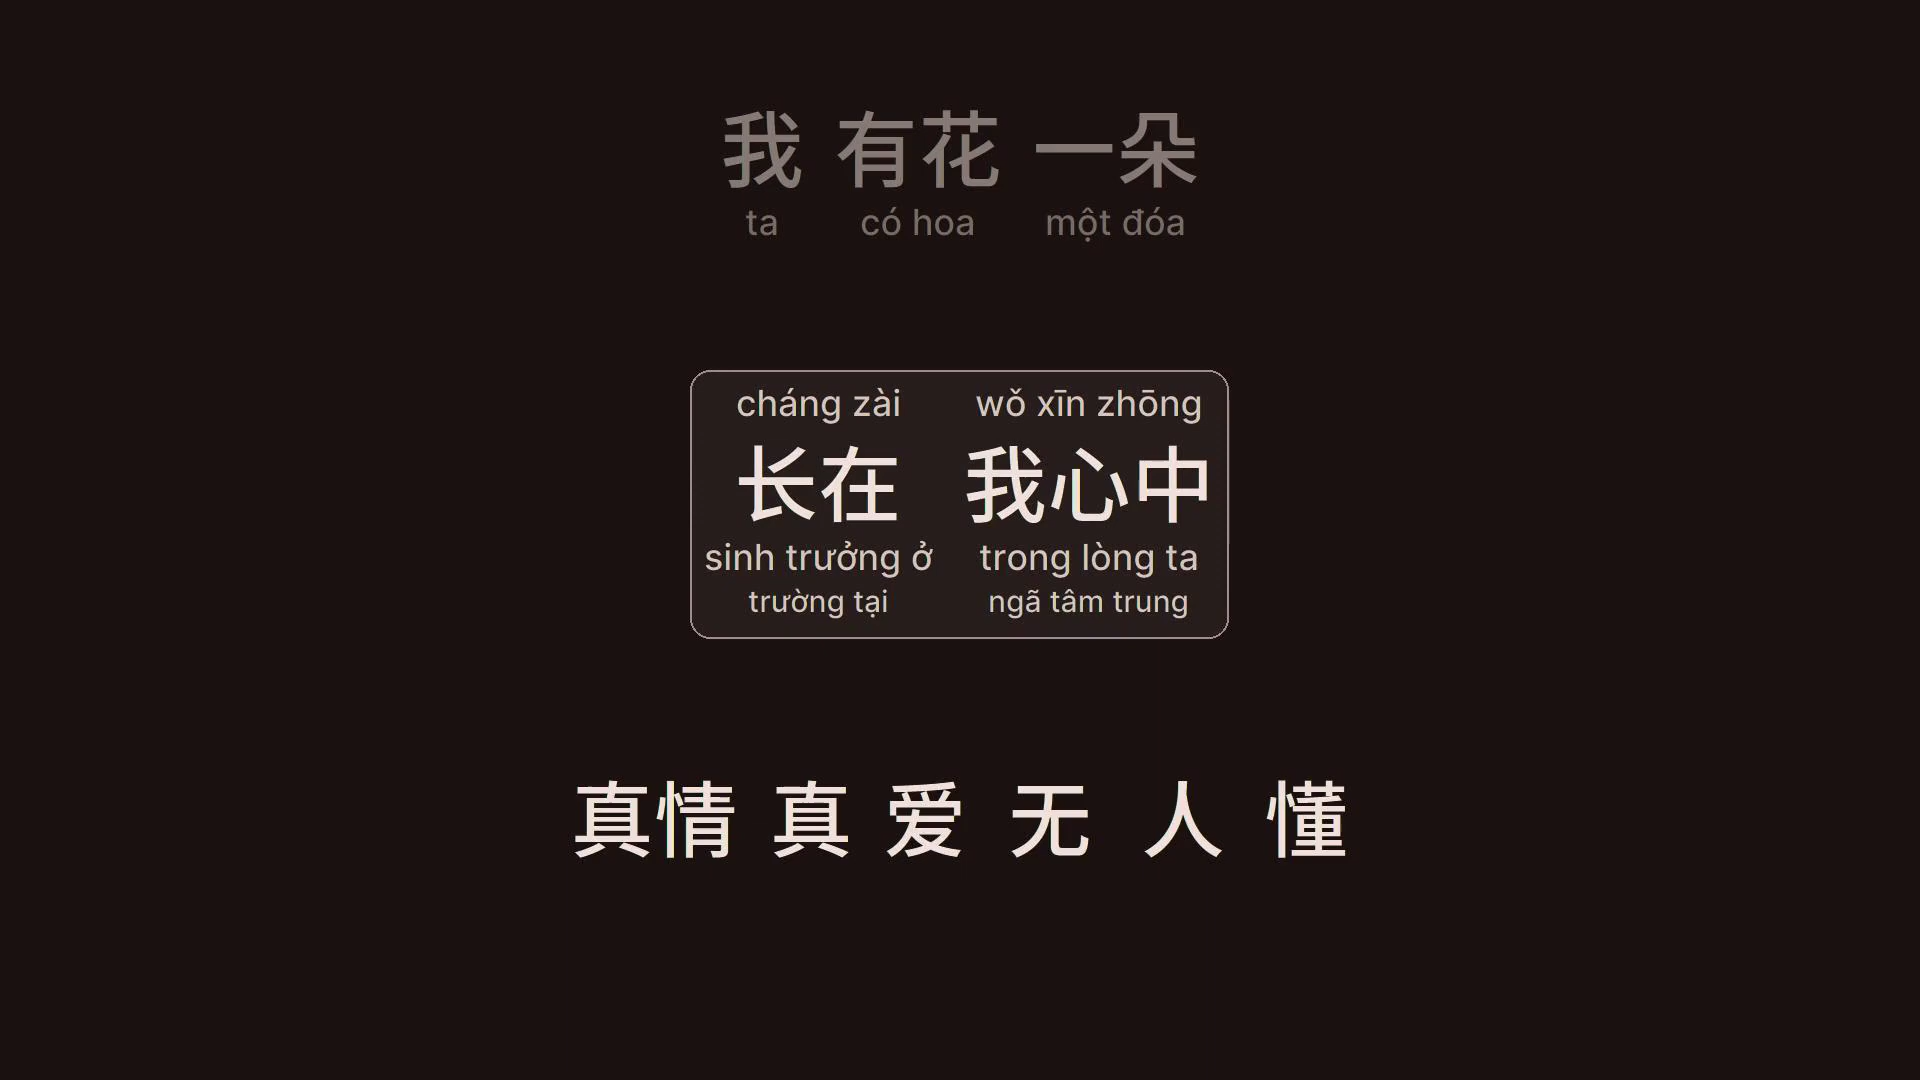 我 有花 一朵
ta có hoa một đóa
cháng zài wǒ xīn zhōng
长在 我心中
sinh trưởng ở trong lòng ta
trường tại ngã tâm trung
真情 真 爱 无 人 懂